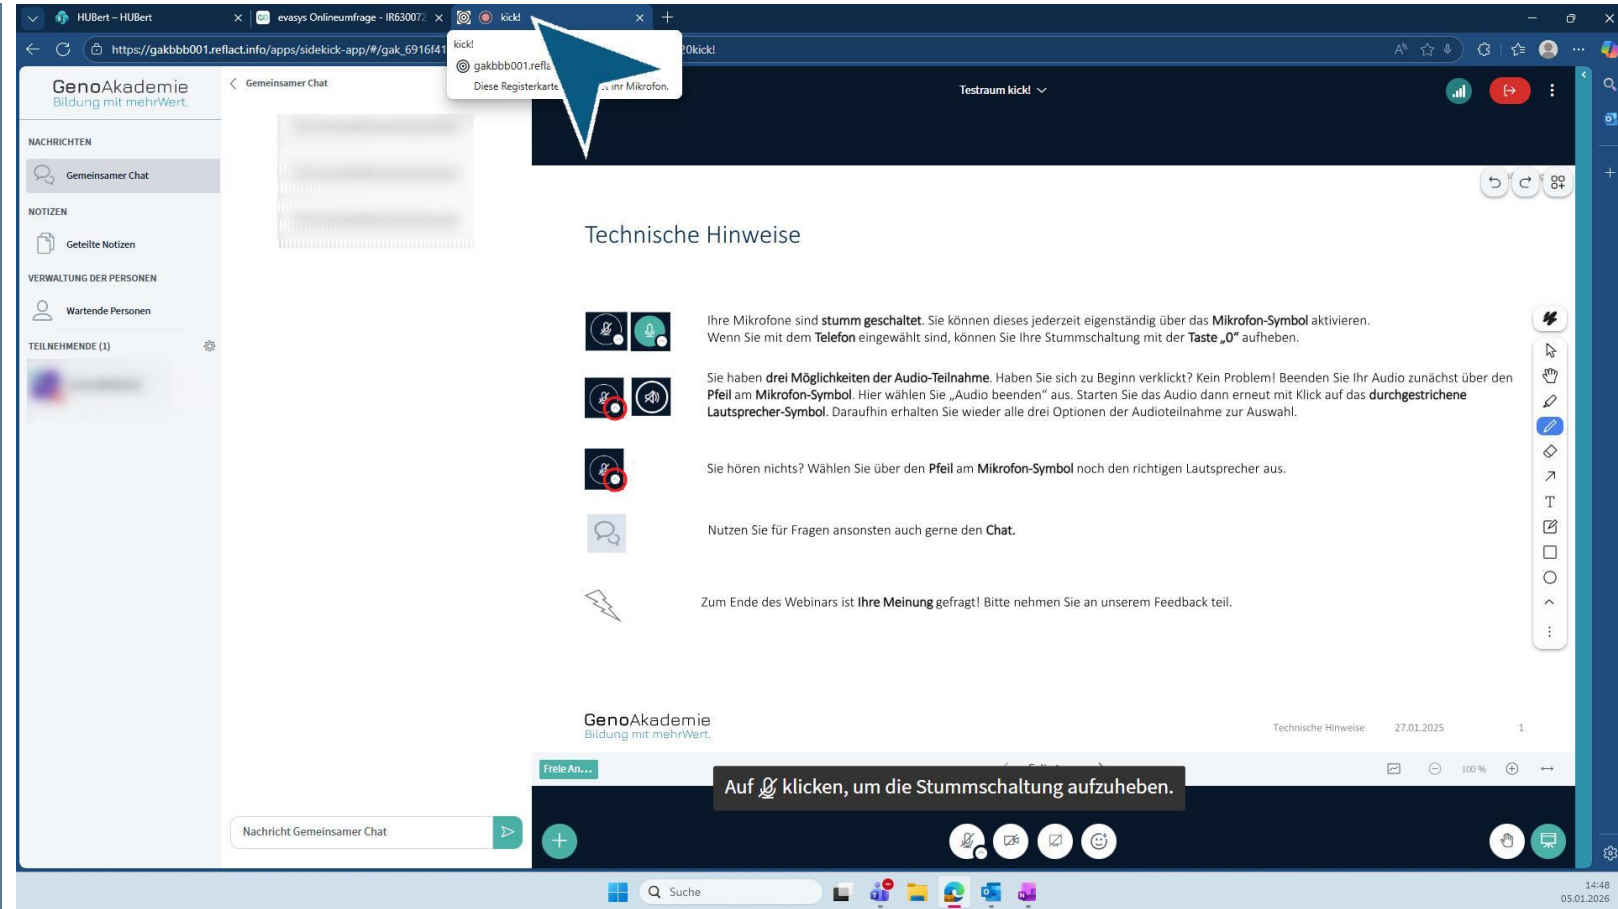 HUBert – HUBert
evasys Onlineumfrage - IR630072
kick!
https://gakbbb001.reflact.info/apps/sidekick-app/#/gak_6916f41
20kick!
kick!
gakbbb001.refla
Diese Registerkarte
Ihr Mikrofon.
GenoAkademie
Bildung mit mehrWert.
Gemeinsamer Chat
Testraum kick!
NACHRICHTEN
Gemeinsamer Chat
NOTIZEN
Geteilte Notizen
VERWALTUNG DER PERSONEN
Wartende Personen
TEILNEHMENDE (1)
Technische Hinweise
Ihre Mikrofone sind stumm geschaltet. Sie können dieses jederzeit eigenständig über das Mikrofon-Symbol aktivieren.
Wenn Sie mit dem Telefon eingewählt sind, können Sie Ihre Stummschaltung mit der Taste „0“ aufheben.
Sie haben drei Möglichkeiten der Audio-Teilnahme. Haben Sie sich zu Beginn verklickt? Kein Problem! Beenden Sie Ihr Audio zunächst über den
Pfeil am Mikrofon-Symbol. Hier wählen Sie „Audio beenden“ aus. Starten Sie das Audio dann erneut mit Klick auf das durchgestrichene
Lautsprecher-Symbol. Daraufhin erhalten Sie wieder alle drei Optionen der Audioteilnahme zur Auswahl.
Sie hören nichts? Wählen Sie über den Pfeil am Mikrofon-Symbol noch den richtigen Lautsprecher aus.
Nutzen Sie für Fragen ansonsten auch gerne den Chat.
Zum Ende des Webinars ist Ihre Meinung gefragt! Bitte nehmen Sie an unserem Feedback teil.
GenoAkademie
Bildung mit mehrWert.
Technische Hinweise 27.01.2025 1
Freie An...
100 %
Auf klicken, um die Stummschaltung aufzuheben.
Nachricht Gemeinsamer Chat
Suche
14:48
05.01.2026